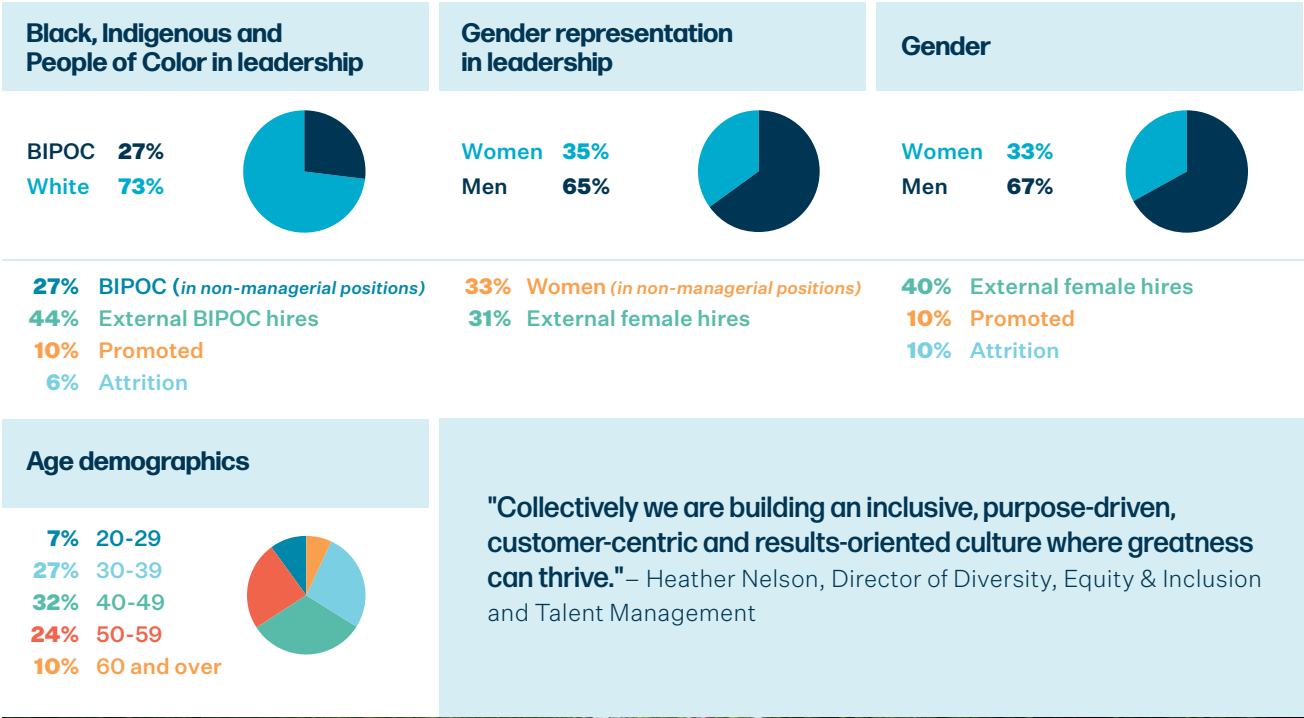 Black, Indigenous and
People of Color in leadership
BIPOC 27%
White 73%
27% BIPOC (in non-managerial positions)
44% External BIPOC hires
10% Promoted
6% Attrition
Gender representation
in leadership
Women 35%
Men 65%
33% Women (in non-managerial positions)
31% External female hires
Gender
Women 33%
Men 67%
40% External female hires
10% Promoted
10% Attrition
Age demographics
7% 20-29
27% 30-39
32% 40-49
24% 50-59
10% 60 and over
"Collectively we are building an inclusive, purpose-driven,
customer-centric and results-oriented culture where greatness
can thrive."– Heather Nelson, Director of Diversity, Equity & Inclusion
and Talent Management